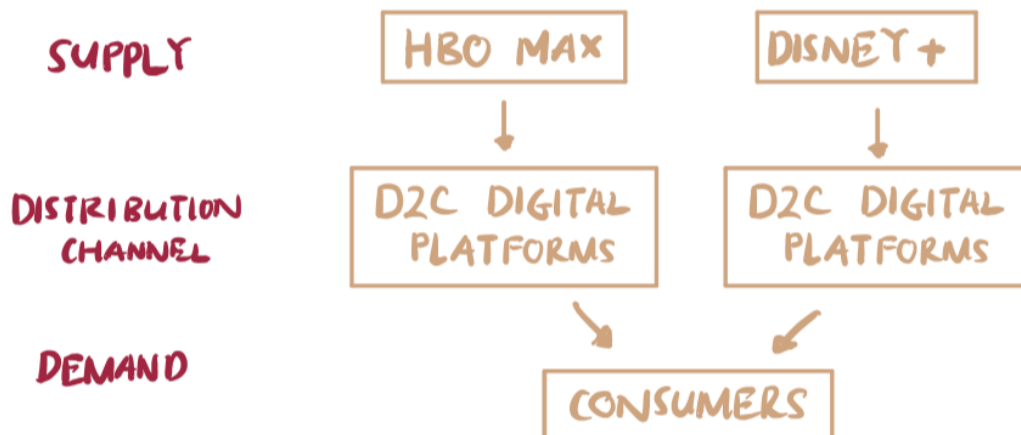 SUPPLY
HBO MAX
DISNEY +
DISTRIBUTION
CHANNEL
D2C DIGITAL
PLATFORMS
D2C DIGITAL
PLATFORMS
DEMAND
CONSUMERS